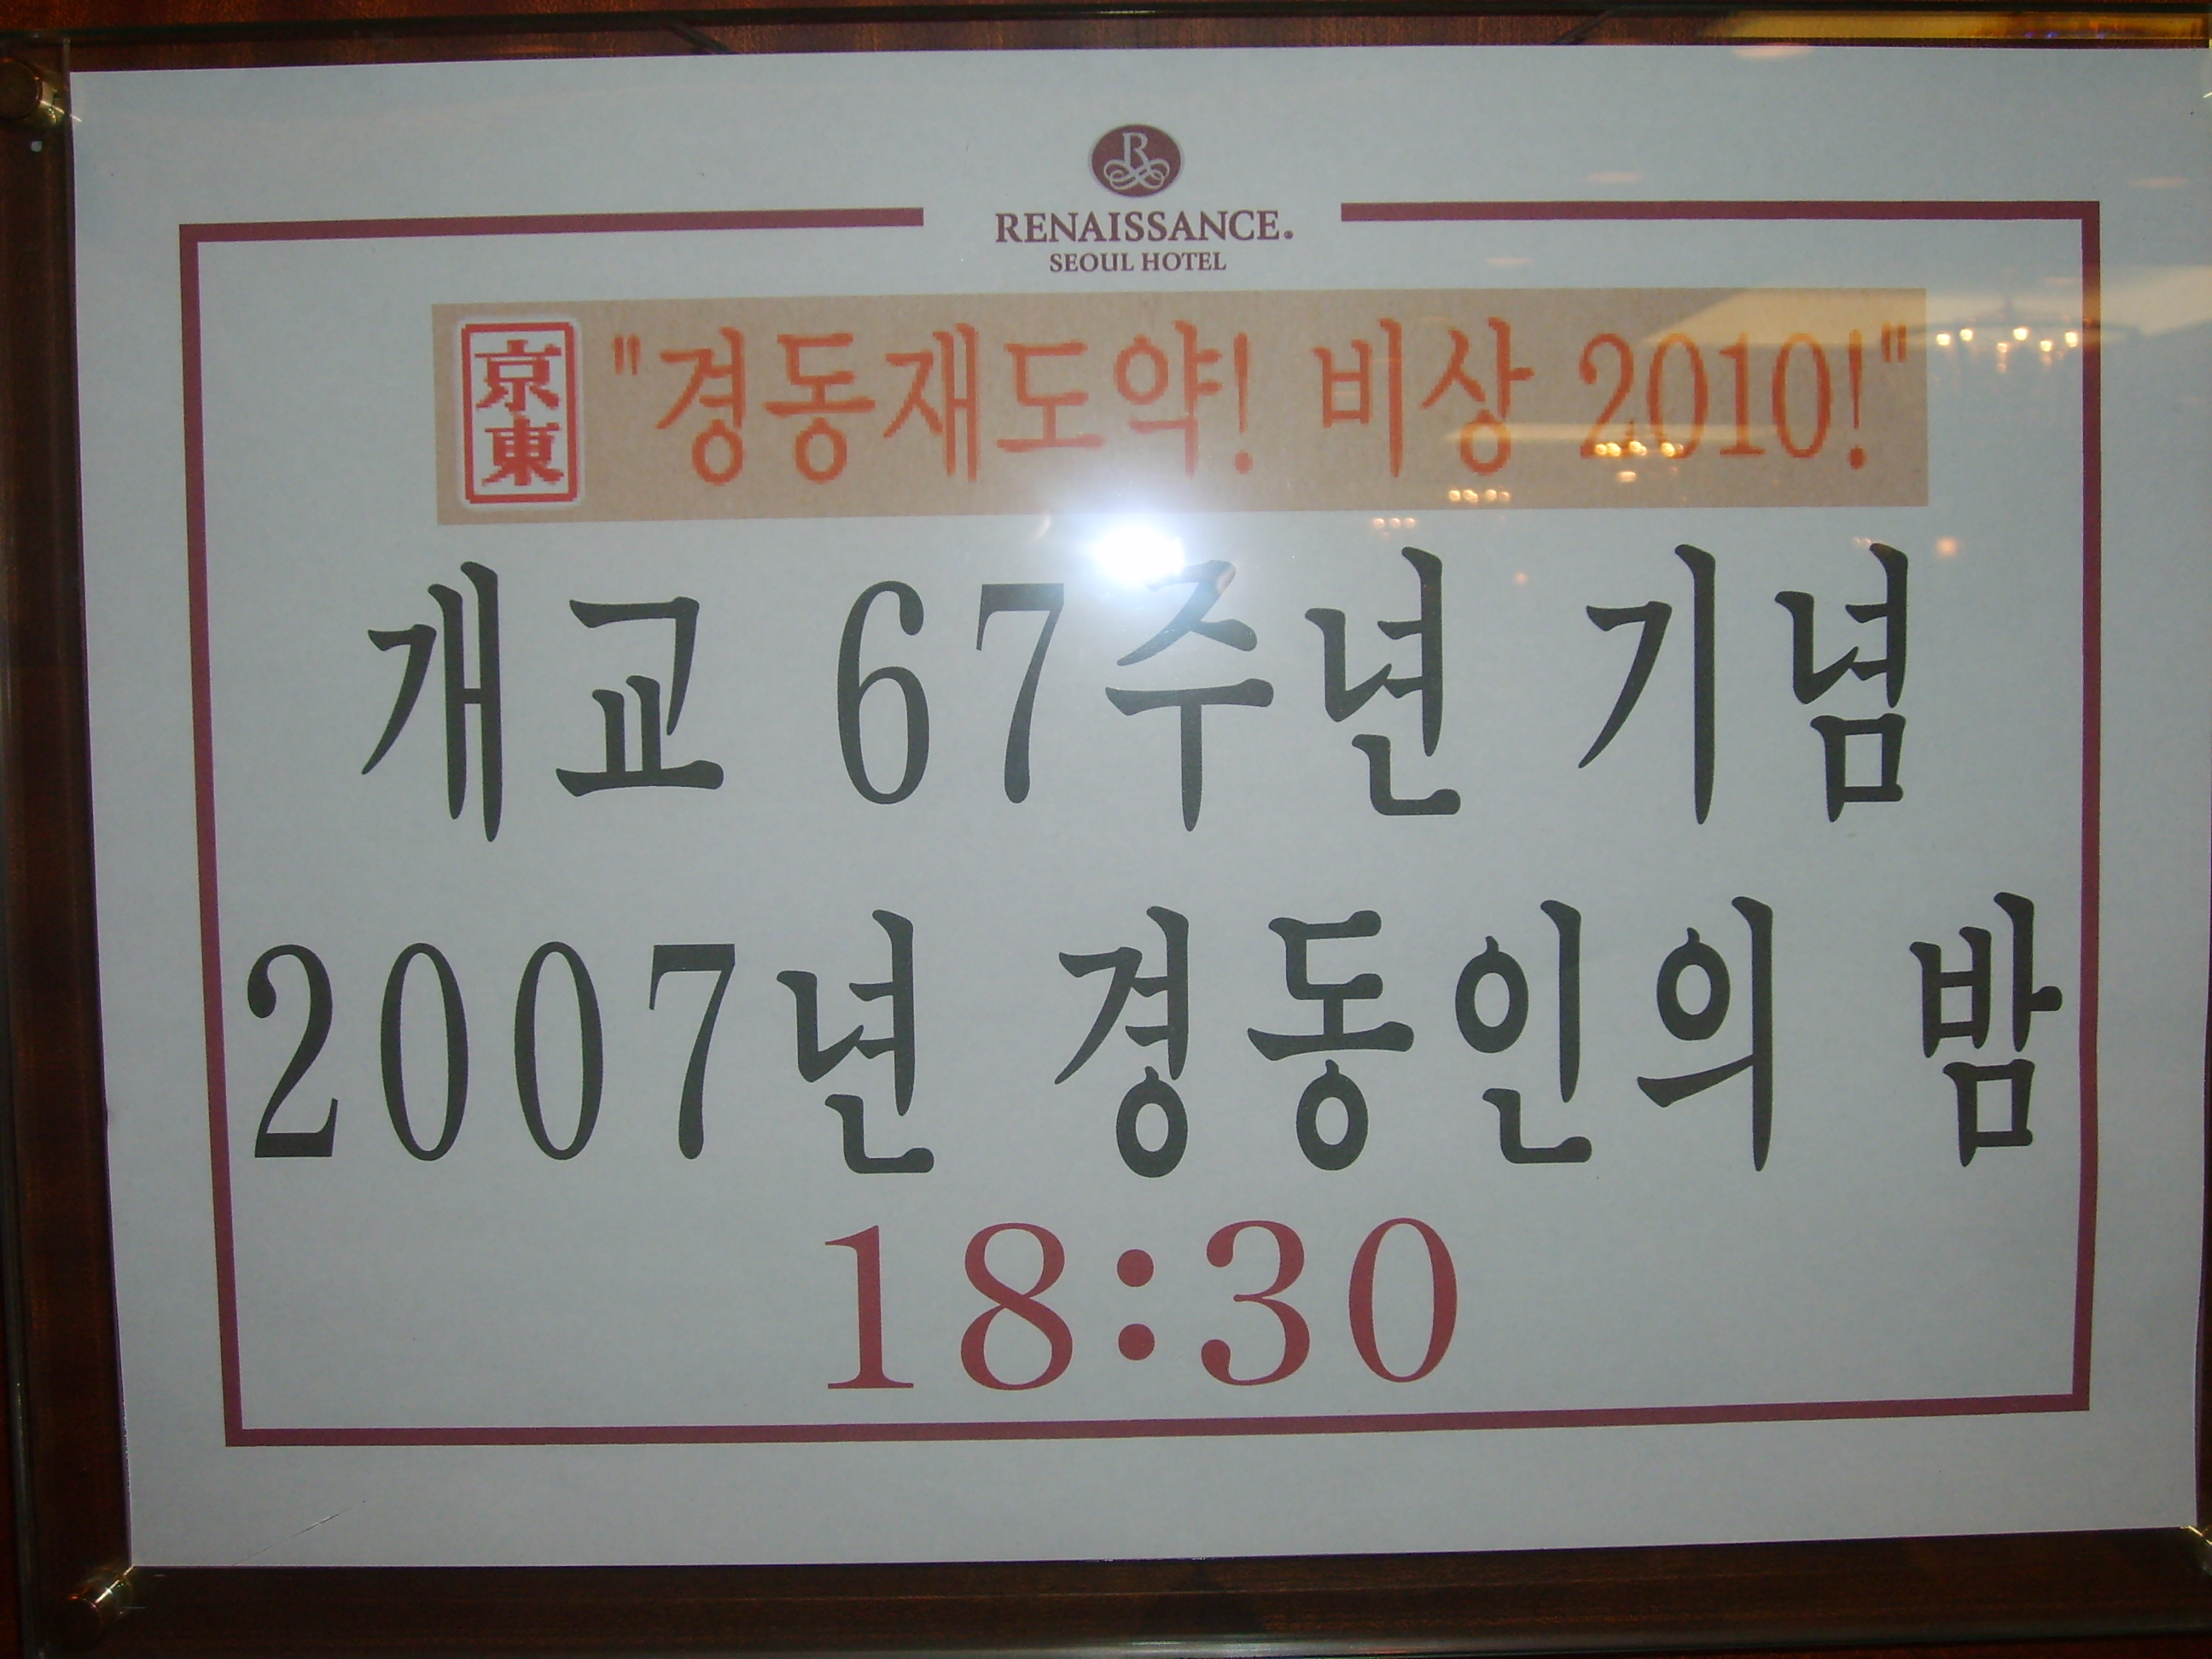 RENAISSANCE.
SEOUL HOTEL
京東 "경동재도약! 비상 2010!"
개교 67주년 기념
2007년 경동인의 밤
18:30